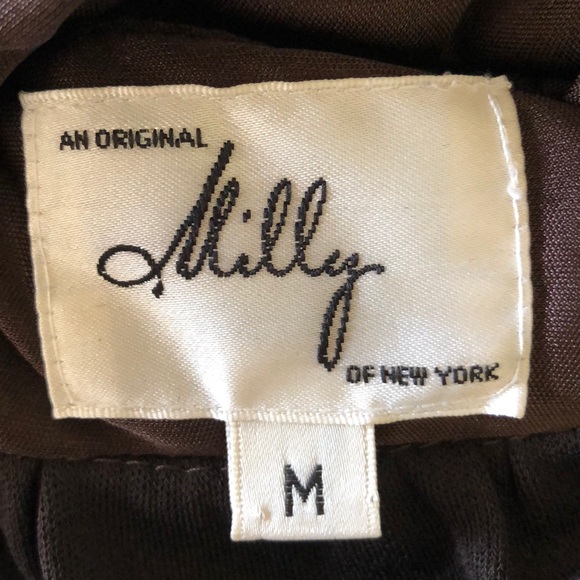 AN ORIGINAL
Milly
OF NEW YORK
M